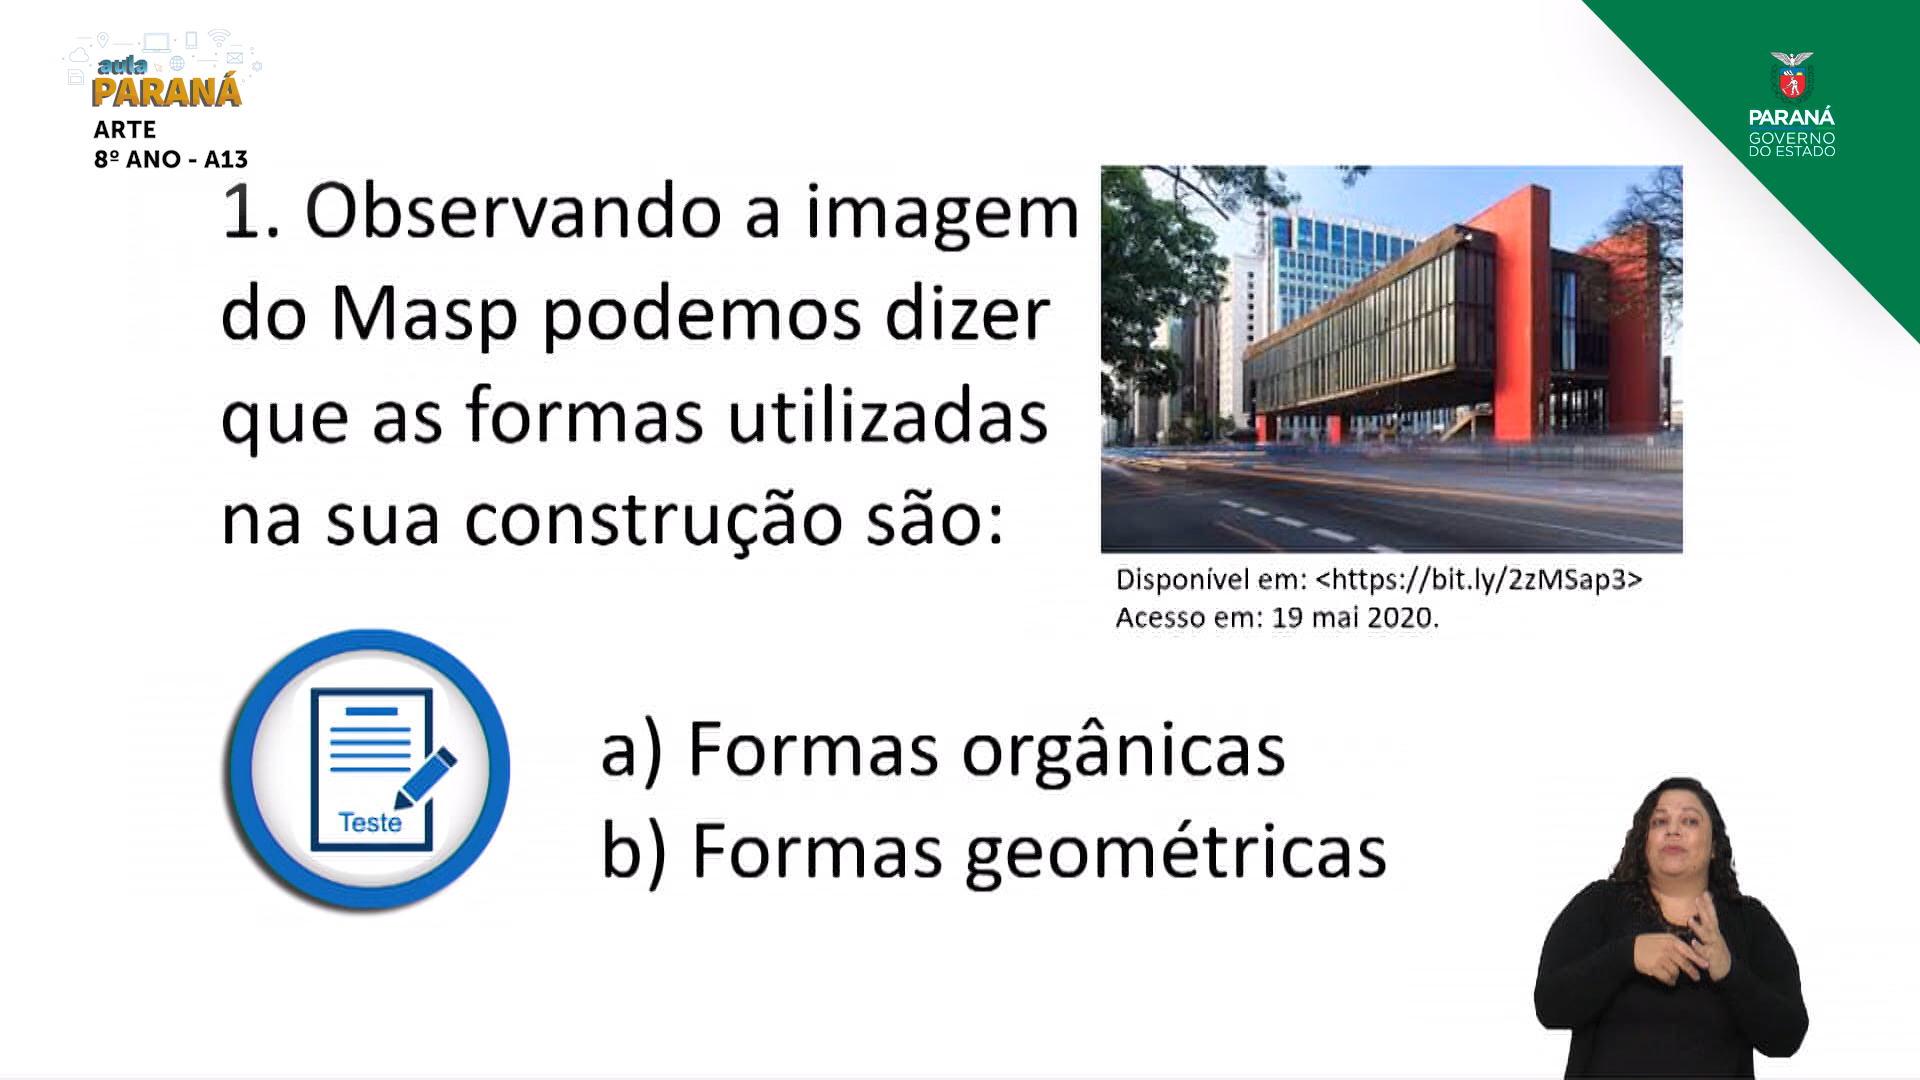 aula
PARANÁ
ARTE
8º ANO - A13
PARANÁ
GOVERNO
DO ESTADO
1. Observando a imagem
do Masp podemos dizer
que as formas utilizadas
na sua construção são:
Disponível em: <https://bit.ly/2zMSap3>
Acesso em: 19 mai 2020.
Teste
a) Formas orgânicas
b) Formas geométricas